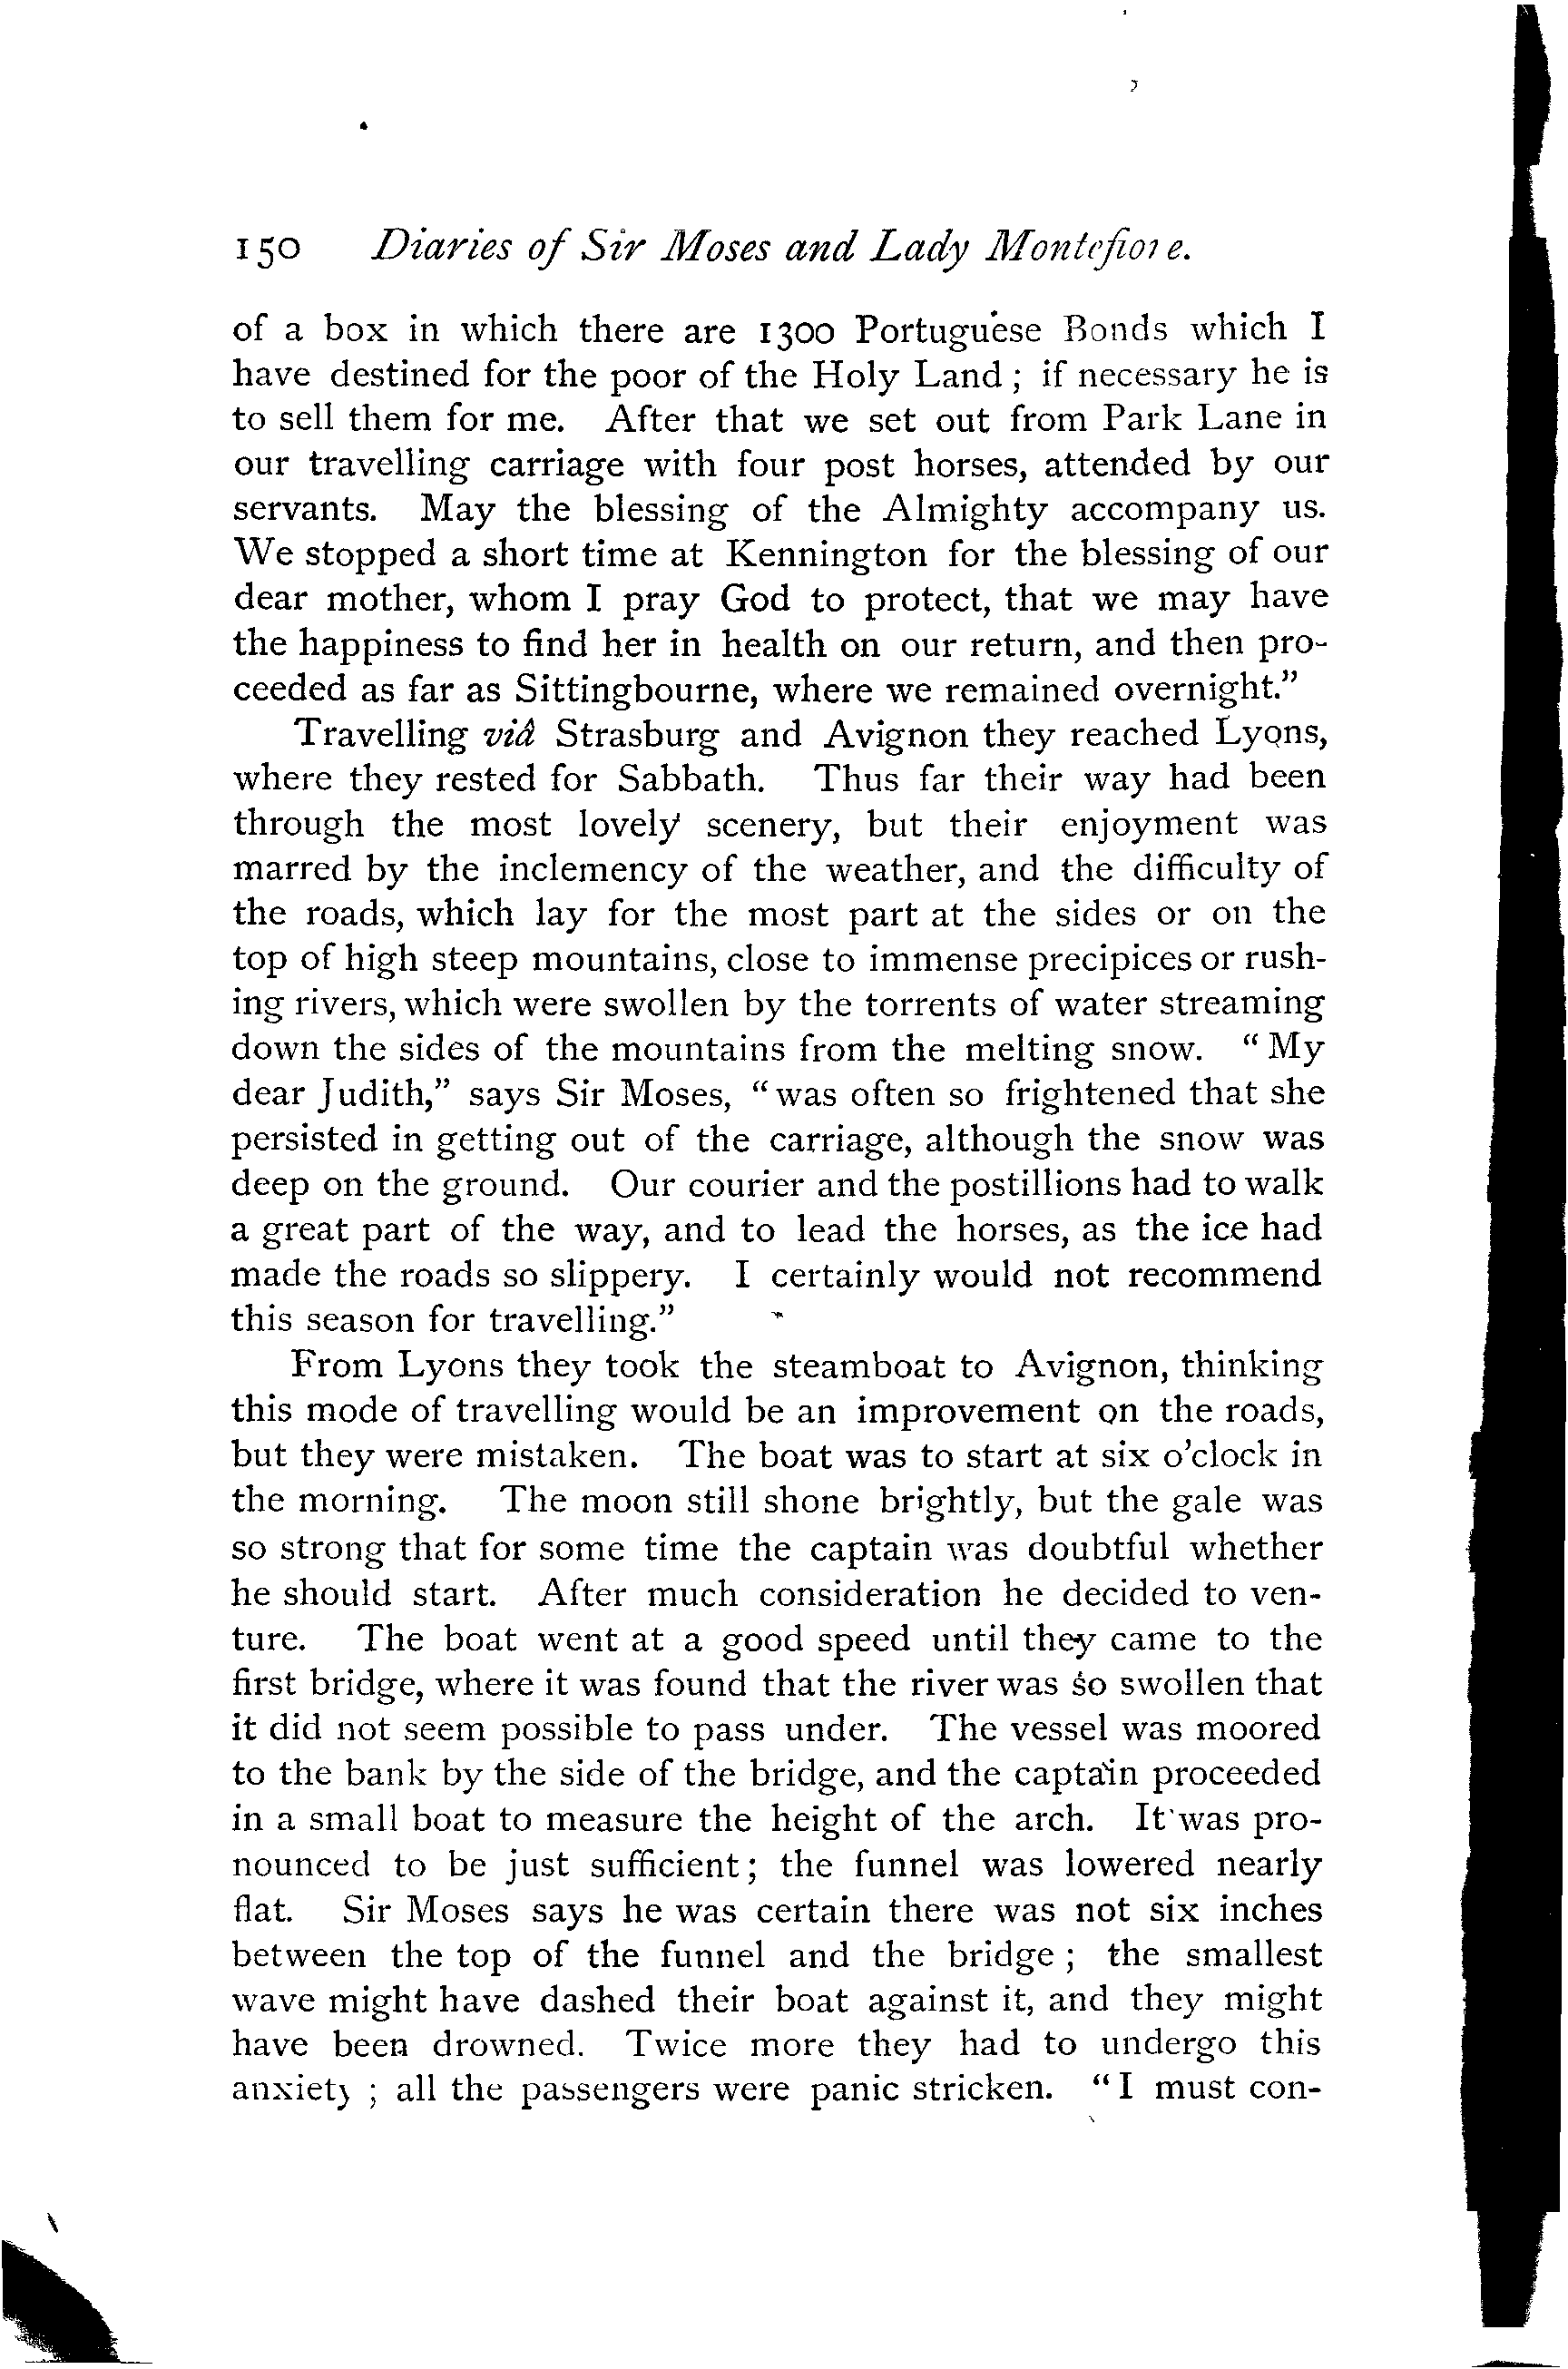 150 Diaries of Sir Moses and Lady Montefiore.
of a box in which there are 1300 Portuguese Bonds which I
have destined for the poor of the Holy Land ; if necessary he is
to sell them for me. After that we set out from Park Lane in
our travelling carriage with four post horses, attended by our
servants. May the blessing of the Almighty accompany us.
We stopped a short time at Kennington for the blessing of our
dear mother, whom I pray God to protect, that we may have
the happiness to find her in health on our return, and then pro-
ceeded as far as Sittingbourne, where we remained overnight.”
Travelling viâ Strasburg and Avignon they reached Lyons,
where they rested for Sabbath. Thus far their way had been
through the most lovely scenery, but their enjoyment was
marred by the inclemency of the weather, and the difficulty of
the roads, which lay for the most part at the sides or on the
top of high steep mountains, close to immense precipices or rush-
ing rivers, which were swollen by the torrents of water streaming
down the sides of the mountains from the melting snow. “ My
dear Judith,” says Sir Moses, “ was often so frightened that she
persisted in getting out of the carriage, although the snow was
deep on the ground. Our courier and the postillions had to walk
a great part of the way, and to lead the horses, as the ice had
made the roads so slippery. I certainly would not recommend
this season for travelling.”
From Lyons they took the steamboat to Avignon, thinking
this mode of travelling would be an improvement on the roads,
but they were mistaken. The boat was to start at six o’clock in
the morning. The moon still shone brightly, but the gale was
so strong that for some time the captain was doubtful whether
he should start. After much consideration he decided to ven-
ture. The boat went at a good speed until they came to the
first bridge, where it was found that the river was so swollen that
it did not seem possible to pass under. The vessel was moored
to the bank by the side of the bridge, and the captain proceeded
in a small boat to measure the height of the arch. It was pro-
nounced to be just sufficient ; the funnel was lowered nearly
flat. Sir Moses says he was certain there was not six inches
between the top of the funnel and the bridge ; the smallest
wave might have dashed their boat against it, and they might
have been drowned. Twice more they had to undergo this
anxiety ; all the passengers were panic stricken. “ I must con-